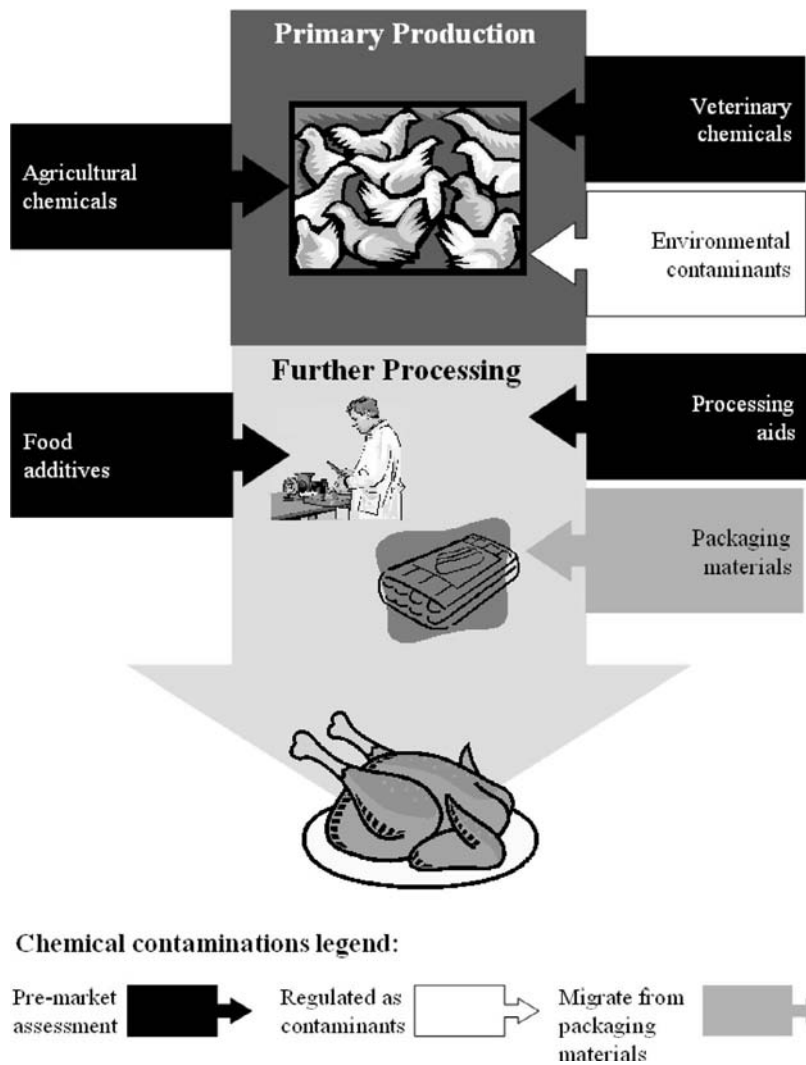 Primary Production
Agricultural
chemicals
Veterinary
chemicals
Environmental
contaminants
Further Processing
Food
additives
Processing
aids
Packaging
materials
Chemical contaminations legend:
Pre-market
assessment
Regulated as
contaminants
Migrate from
packaging
materials